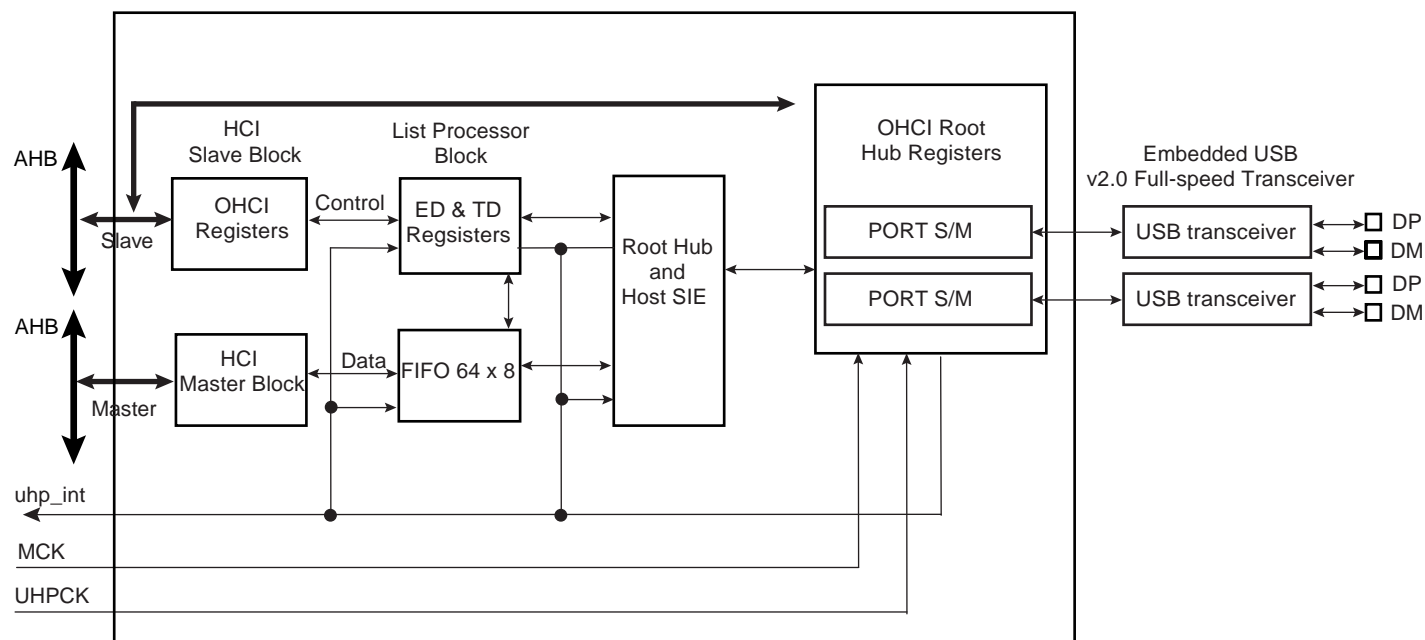 HCI
Slave Block
List Processor
Block
OHCI Root
Hub Registers
Embedded USB
v2.0 Full-speed Transceiver
AHB
Slave
OHCI
Registers
Control
ED & TD
Regsisters
Root Hub
and
Host SIE
PORT S/M
USB transceiver
DP
DM
PORT S/M
USB transceiver
DP
DM
AHB
Master
HCI
Master Block
Data
FIFO 64 x 8
uhp_int
MCK
UHPCK